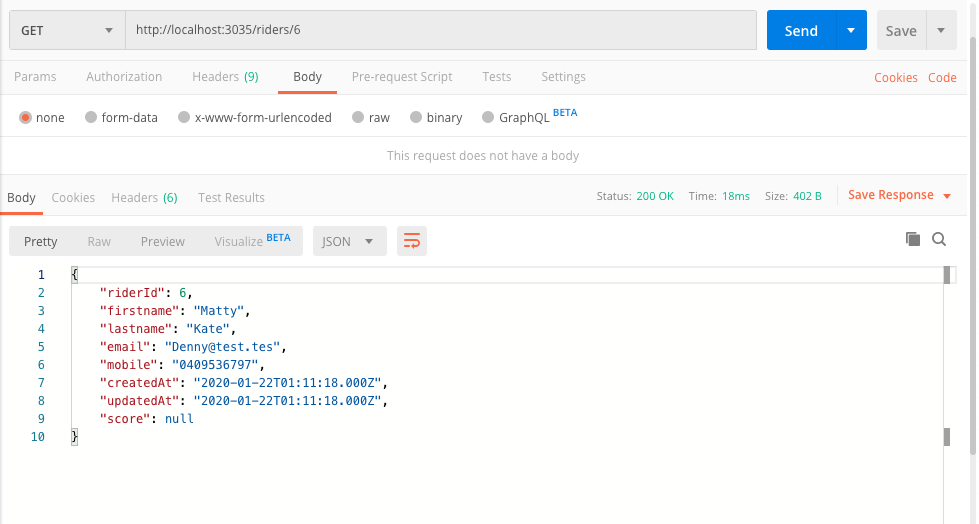 GET http://localhost:3035/riders/6 Send Save
Params Authorization Headers (9) Body Pre-request Script Tests Settings Cookies Code
none form-data x-www-form-urlencoded raw binary GraphQL BETA
This request does not have a body
Body Cookies Headers (6) Test Results Status: 200 OK Time: 18ms Size: 402 B Save Response
Pretty Raw Preview Visualize BETA JSON
1 {
2 "riderId": 6,
3 "firstname": "Matty",
4 "lastname": "Kate",
5 "email": "Denny@test.tes",
6 "mobile": "0409536797",
7 "createdAt": "2020-01-22T01:11:18.000Z",
8 "updatedAt": "2020-01-22T01:11:18.000Z",
9 "score": null
10 }